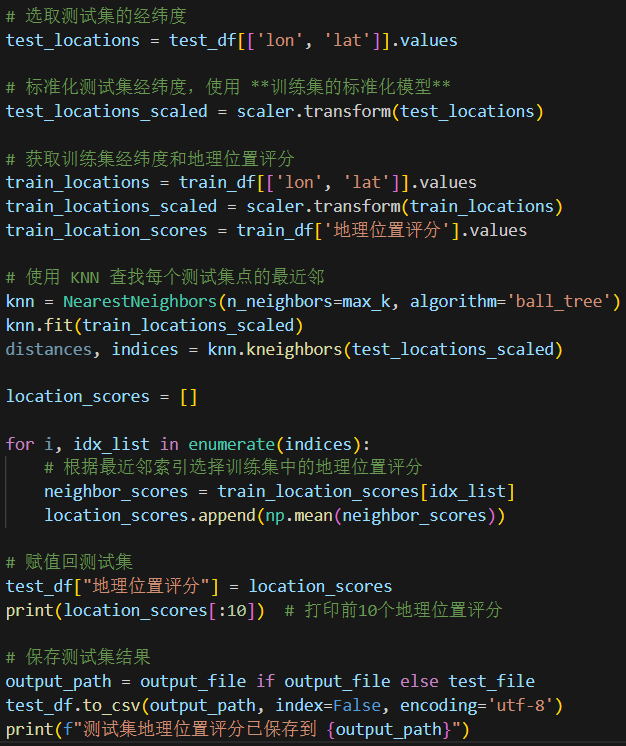 # 选取测试集的经纬度
test_locations = test_df[['lon', 'lat']].values
# 标准化测试集经纬度，使用 **训练集的标准化模型**
test_locations_scaled = scaler.transform(test_locations)
# 获取训练集经纬度和地理位置评分
train_locations = train_df[['lon', 'lat']].values
train_locations_scaled = scaler.transform(train_locations)
train_location_scores = train_df['地理位置评分'].values
# 使用 KNN 查找每个测试集点的最近邻
knn = NearestNeighbors(n_neighbors=max_k, algorithm='ball_tree')
knn.fit(train_locations_scaled)
distances, indices = knn.kneighbors(test_locations_scaled)
location_scores = []
for i, idx_list in enumerate(indices):
    # 根据最近邻索引选择训练集中的地理位置评分
    neighbor_scores = train_location_scores[idx_list]
    location_scores.append(np.mean(neighbor_scores))
# 赋值回测试集
test_df["地理位置评分"] = location_scores
print(location_scores[:10])  # 打印前10个地理位置评分
# 保存测试集结果
output_path = output_file if output_file else test_file
test_df.to_csv(output_path, index=False, encoding='utf-8')
print(f"测试集地理位置评分已保存到 {output_path}")